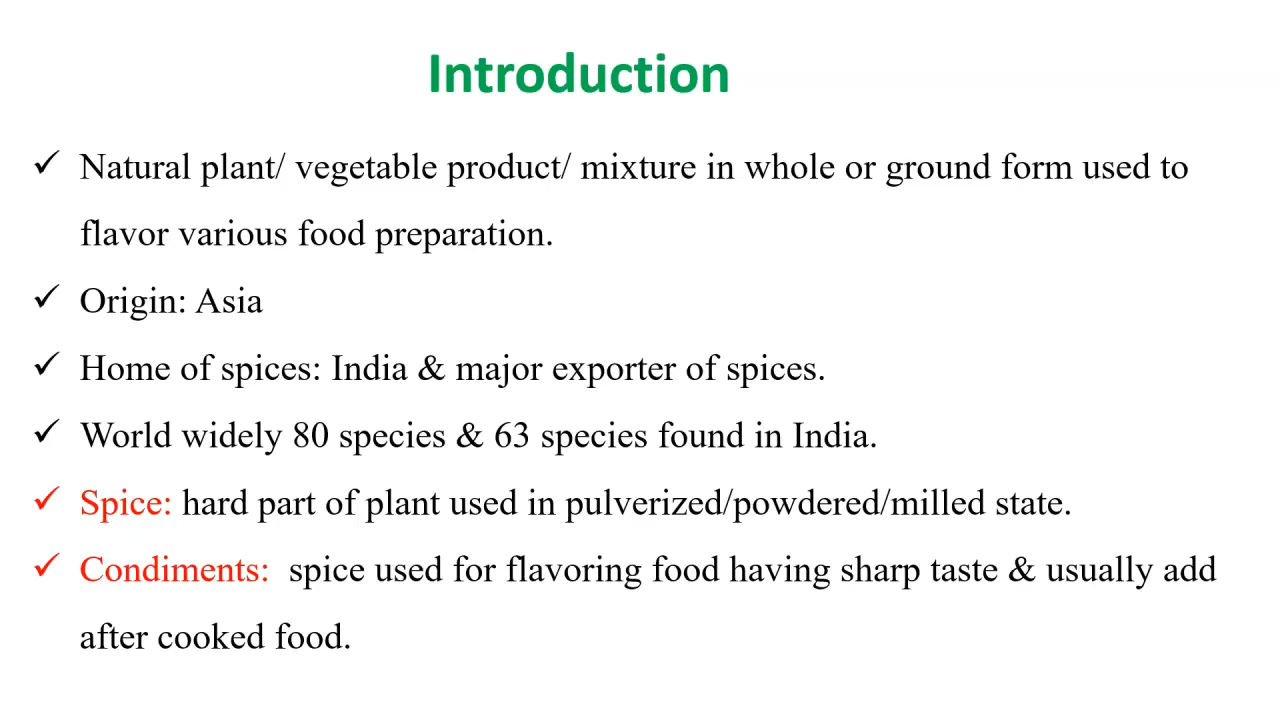 Introduction
✓ Natural plant/ vegetable product/ mixture in whole or ground form used to
flavor various food preparation.
✓ Origin: Asia
✓ Home of spices: India & major exporter of spices.
✓ World widely 80 species & 63 species found in India.
✓ Spice: hard part of plant used in pulverized/powdered/milled state.
✓ Condiments: spice used for flavoring food having sharp taste & usually add
after cooked food.